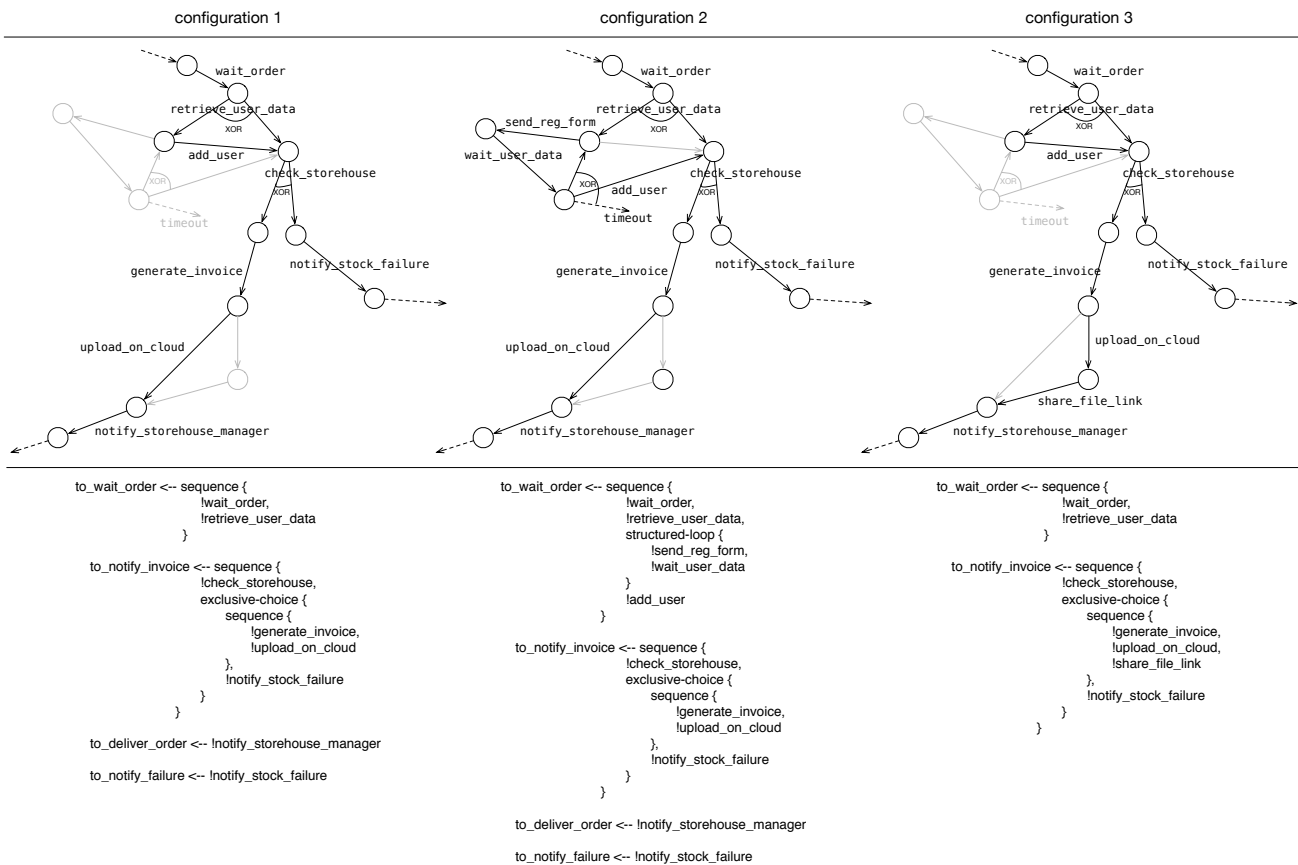 configuration 1
wait_order
retrieve_user_data
XOR
add_user
check_storehouse
XOR
XOR
timeout
generate_invoice
notify_stock_failure
upload_on_cloud
notify_storehouse_manager
to_wait_order <-- sequence {
!wait_order,
!retrieve_user_data
}
to_notify_invoice <-- sequence {
!check_storehouse,
exclusive-choice {
sequence {
!generate_invoice,
!upload_on_cloud
},
!notify_stock_failure
}
}
to_deliver_order <-- !notify_storehouse_manager
to_notify_failure <-- !notify_stock_failure
configuration 2
wait_order
retrieve_user_data
XOR
send_reg_form
wait_user_data
check_storehouse
XOR
XOR
add_user
timeout
generate_invoice
notify_stock_failure
upload_on_cloud
notify_storehouse_manager
to_wait_order <-- sequence {
!wait_order,
!retrieve_user_data,
structured-loop {
!send_reg_form,
!wait_user_data
}
!add_user
}
to_notify_invoice <-- sequence {
!check_storehouse,
exclusive-choice {
sequence {
!generate_invoice,
!upload_on_cloud
},
!notify_stock_failure
}
}
to_deliver_order <-- !notify_storehouse_manager
to_notify_failure <-- !notify_stock_failure
configuration 3
wait_order
retrieve_user_data
XOR
add_user
check_storehouse
XOR
XOR
timeout
generate_invoice
notify_stock_failure
upload_on_cloud
share_file_link
notify_storehouse_manager
to_wait_order <-- sequence {
!wait_order,
!retrieve_user_data
}
to_notify_invoice <-- sequence {
!check_storehouse,
exclusive-choice {
sequence {
!generate_invoice,
!upload_on_cloud,
!share_file_link
},
!notify_stock_failure
}
}